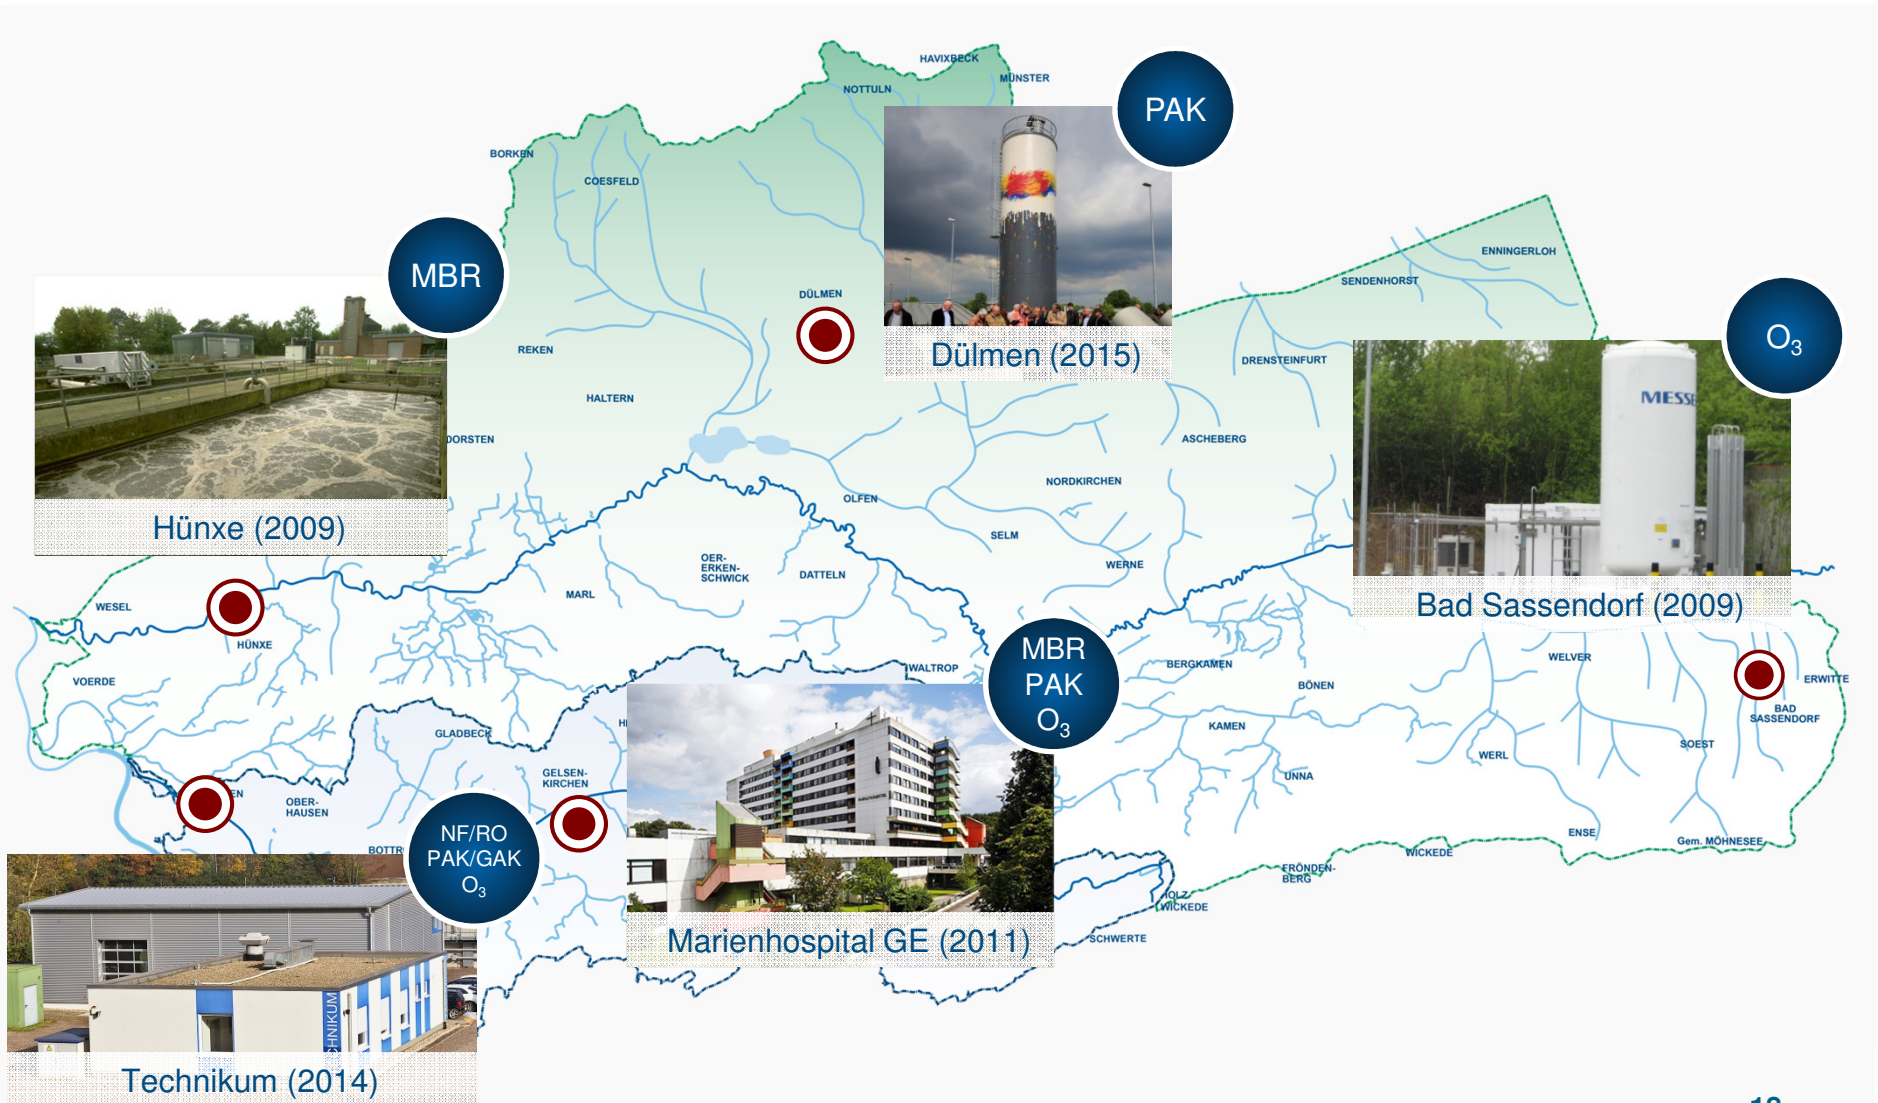 HAVIXBECK
MÜNSTER
NOTTULN
PAK
BORKEN
COESFELD
ENNINGERLOH
MBR
SENDENHORST
DÜLMEN
O₃
REKEN
Dülmen (2015)
DRENSTEINFURT
HALTERN
MESSE
DORSTEN
ASCHEBERG
NORDKIRCHEN
OLFEN
Hünxe (2009)
SELM
OER-
ERKEN-
SCHWICK
DATTELN
WERNE
MARL
WESEL
Bad Sassendorf (2009)
HÜNXE
MBR
PAK
O₃
WALTROP
BERGKAMEN
WELVER
VOERDE
BÖNEN
ERWITTE
BAD
SASSENDORF
KAMEN
GLADBECK
SOEST
WERL
GELSEN-
KIRCHEN
UNNA
OBER-
HAUSEN
NF/RO
PAK/GAK
O₃
ENSE
Gem. MÖHNESEE
WICKEDE
FRÖNDEN-
BERG
HOLZ-
WICKEDE
Marienhospital GE (2011)
SCHWERTE
Technikum (2014)